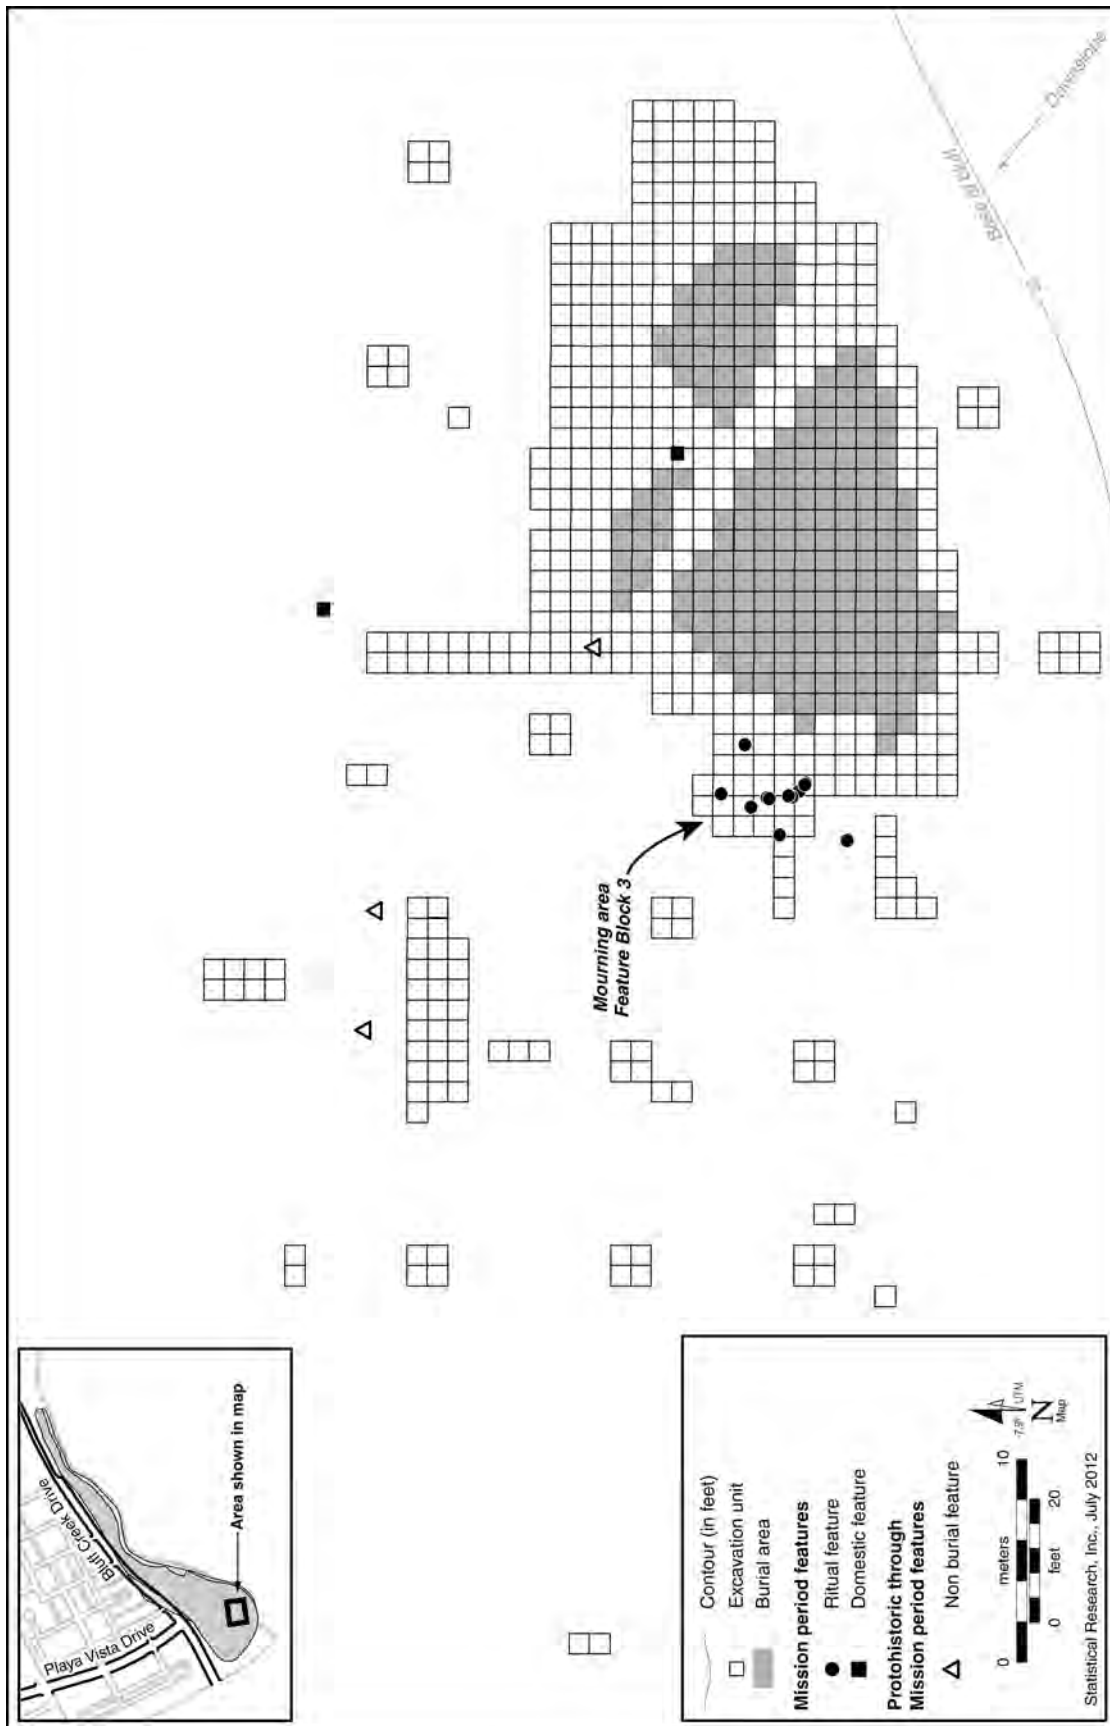 Playa Vista Drive
Bluff Creek Drive
Area shown in map
Mourning area
Feature Block 3
Base of bluff
Downslope
Contour (in feet)
Excavation unit
Burial area
Mission period features
Ritual feature
Domestic feature
Protohistoric through
Mission period features
Non burial feature
0 meters 10
0 feet 20
-7.9° UTM
N
Map
Statistical Research, Inc., July 2012